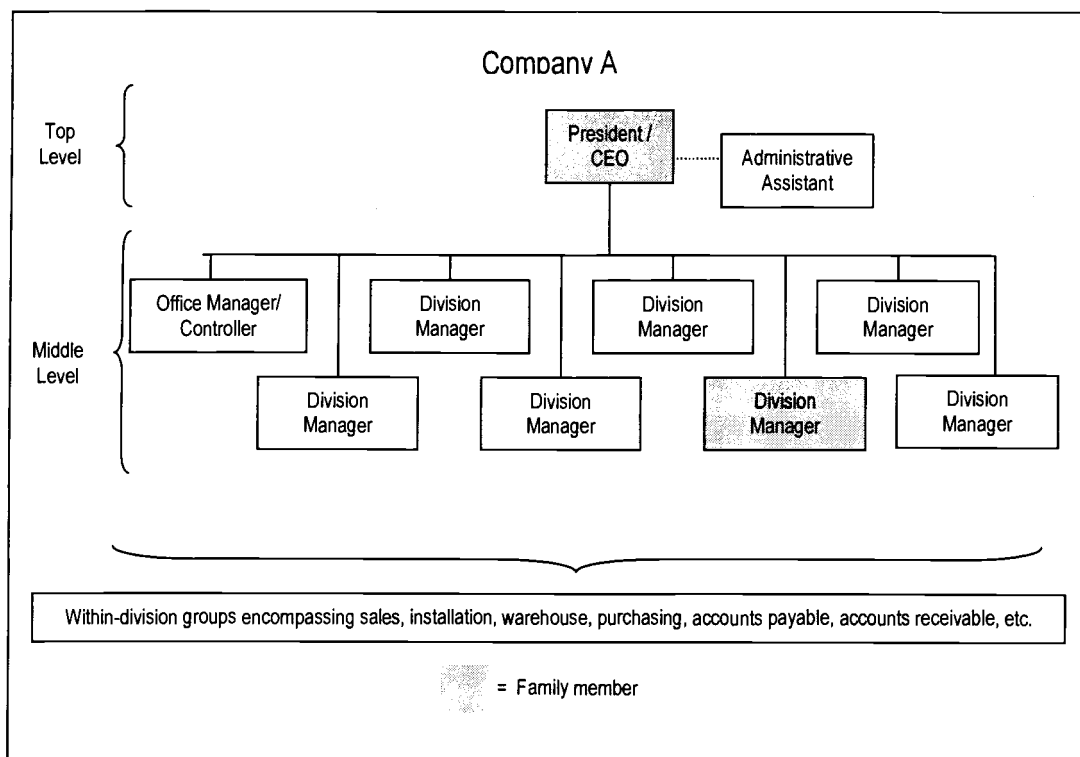 Company A
Top
Level
President /
CEO
Administrative
Assistant
Middle
Level
Office Manager/
Controller
Division
Manager
Division
Manager
Division
Manager
Division
Manager
Division
Manager
Division
Manager
Division
Manager
Within-division groups encompassing sales, installation, warehouse, purchasing, accounts payable, accounts receivable, etc.
= Family member